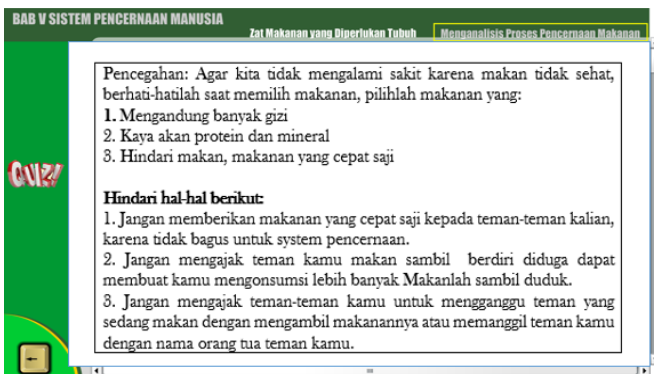 BAB V SISTEM PENCERNAAN MANUSIA
Zat Makanan yang Diperlukan Tubuh
Menganalisis Proses Pencernaan Makanan
Pencegahan: Agar kita tidak mengalami sakit karena makan tidak sehat,
berhati-hatilah saat memilih makanan, pilihlah makanan yang:
1. Mengandung banyak gizi
2. Kaya akan protein dan mineral
3. Hindari makan, makanan yang cepat saji
QUIZ!
Hindari hal-hal berikut:
1. Jangan memberikan makanan yang cepat saji kepada teman-teman kalian,
karena tidak bagus untuk system pencernaan.
2. Jangan mengajak teman kamu makan sambil berdiri diduga dapat
membuat kamu mengonsumsi lebih banyak Makanlah sambil duduk.
3. Jangan mengajak teman-teman kamu untuk mengganggu teman yang
sedang makan dengan mengambil makanannya atau memanggil teman kamu
dengan nama orang tua teman kamu.